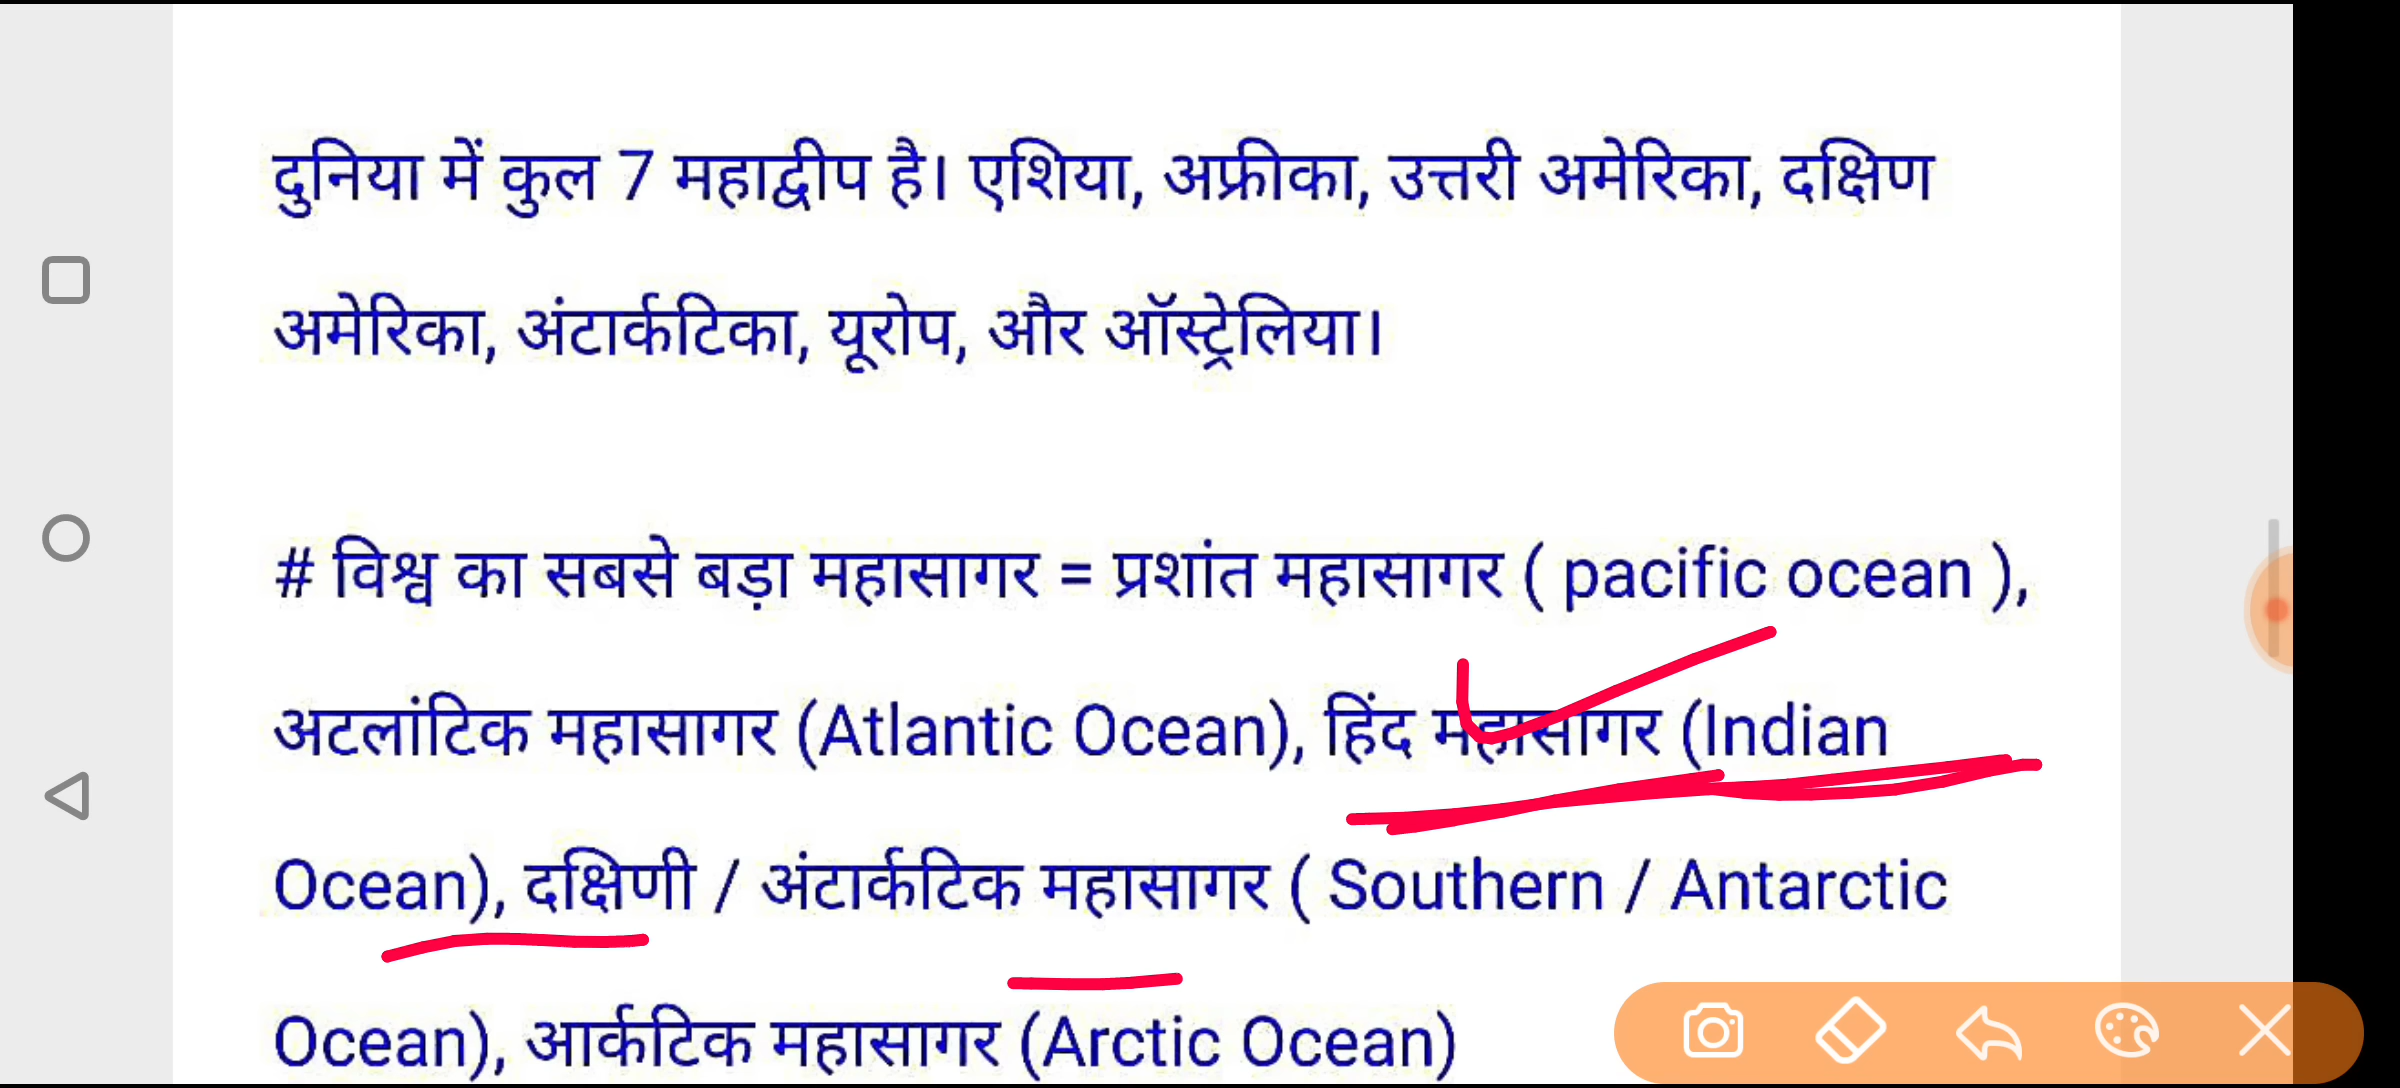 दुनिया में कुल 7 महाद्वीप है। एशिया, अफ्रीका, उत्तरी अमेरिका, दक्षिण
अमेरिका, अंटार्कटिका, यूरोप, और ऑस्ट्रेलिया।
# विश्व का सबसे बड़ा महासागर = प्रशांत महासागर ( pacific ocean ),
अटलांटिक महासागर (Atlantic Ocean), हिंद महासागर (Indian
Ocean), दक्षिणी / अंटार्कटिक महासागर ( Southern / Antarctic
Ocean), आर्कटिक महासागर (Arctic Ocean)